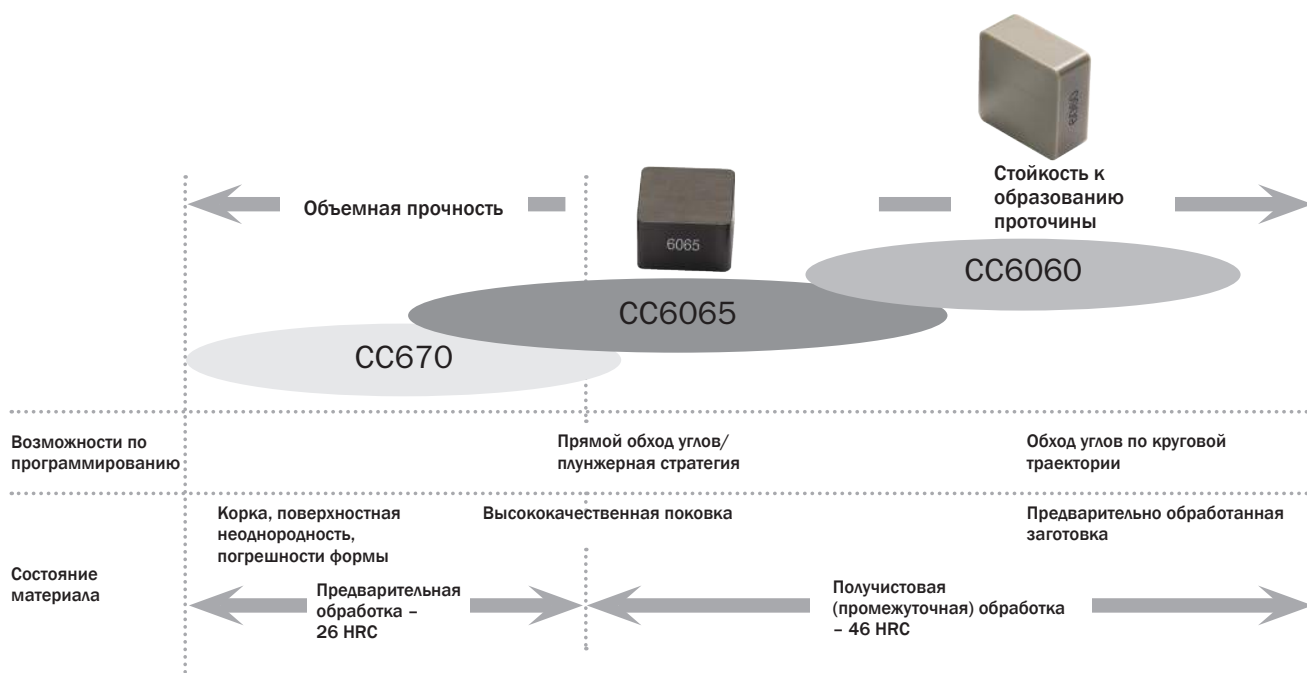 Объемная прочность
Стойкость к
образованию
проточины
6065
CC6060
CC6065
CC670
Возможности по
программированию
Прямой обход углов/
плунжерная стратегия
Обход углов по круговой
траектории
Состояние
материала
Корка, поверхностная
неоднородность,
погрешности формы
Высококачественная поковка
Предварительно обработанная
заготовка
Предварительная
обработка –
26 HRC
Получистовая
(промежуточная) обработка
– 46 HRC